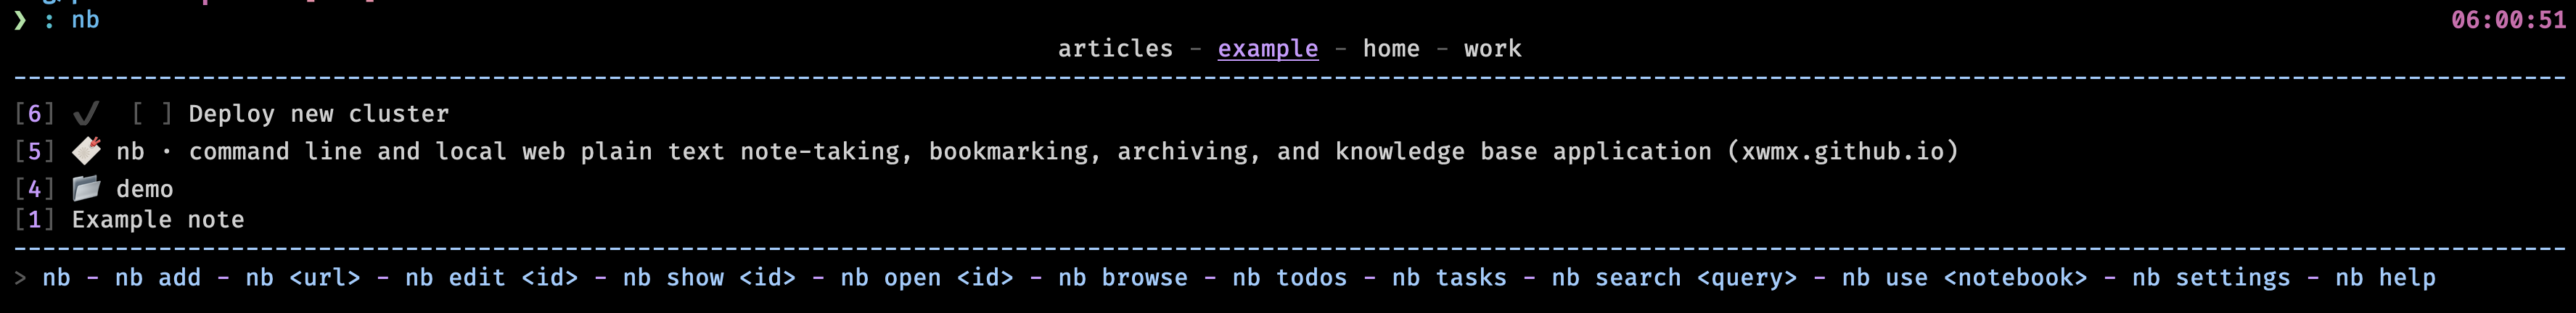 ❯ : nb 06:00:51
articles - example - home - work
[6] ✔ [ ] Deploy new cluster
[5] 🔖 nb · command line and local web plain text note-taking, bookmarking, archiving, and knowledge base application (xwmx.github.io)
[4] 📂 demo
[1] Example note
> nb - nb add - nb <url> - nb edit <id> - nb show <id> - nb open <id> - nb browse - nb todos - nb tasks - nb search <query> - nb use <notebook> - nb settings - nb help